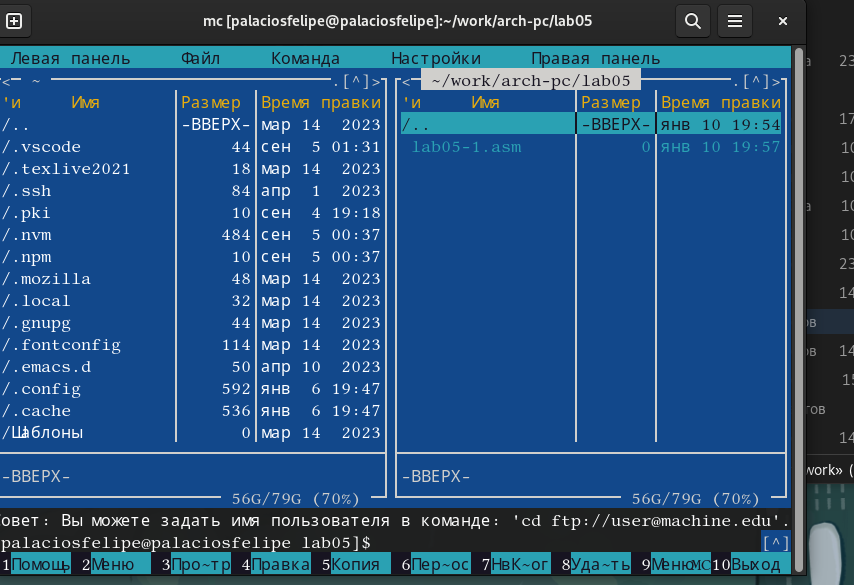 mc [palaciosfelipe@palaciosfelipe]:~/work/arch-pc/lab05
Левая панель Файл Команда Настройки Правая панель
<— ~ .[^]> <— ~/work/arch-pc/lab05 .[^]>
'и Имя Размер Время правки 'и Имя Размер Время правки
/.. -ВВЕРХ- мар 14 2023 /.. -ВВЕРХ- янв 10 19:54
/.vscode 44 сен 5 01:31 lab05-1.asm 0 янв 10 19:57
/.texlive2021 18 мар 14 2023
/.ssh 84 апр 1 2023
/.pki 10 сен 4 19:18
/.nvm 484 сен 5 00:37
/.npm 10 сен 5 00:37
/.mozilla 48 мар 14 2023
/.local 32 мар 14 2023
/.gnupg 44 мар 14 2023
/.fontconfig 114 мар 14 2023
/.emacs.d 50 апр 10 2023
/.config 592 янв 6 19:47
/.cache 536 янв 6 19:47
/Шаблоны 0 мар 14 2023
-ВВЕРХ- -ВВЕРХ-
56G/79G (70%) 56G/79G (70%)
овет: Вы можете задать имя пользователя в команде: 'cd ftp://user@machine.edu'.
palaciosfelipe@palaciosfelipe lab05]$ [^]
1Помощь 2Меню 3Про~тр 4Правка 5Копия 6Пер~ос 7НвК~ог 8Уда~ть 9МенюMC 10Выход